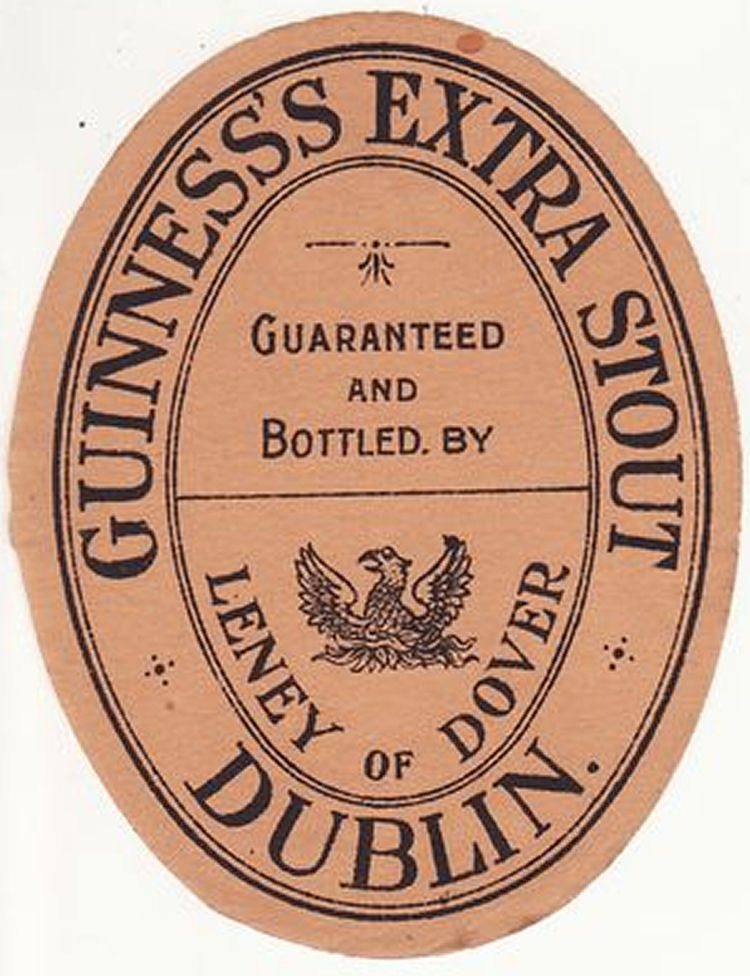 GUINNESS'S EXTRA STOUT
GUARANTEED
AND
BOTTLED. BY
LENEY OF DOVER
DUBLIN.